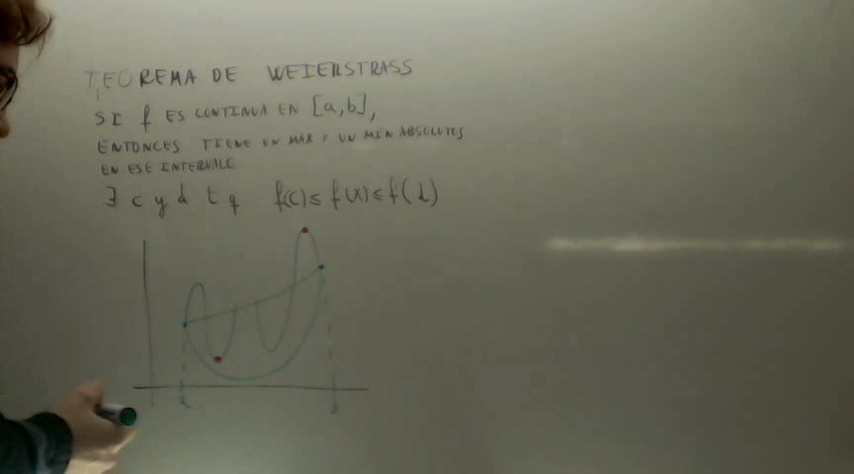 TEOREMA DE WEIERSTRASS
SI f ES CONTINUA EN [a,b],
ENTONCES TIENE UN MAX Y UN MIN ABSOLUTOS
EN ESE INTERVALO
∃ c y d t q f(c) ≤ f(x) ≤ f(d)